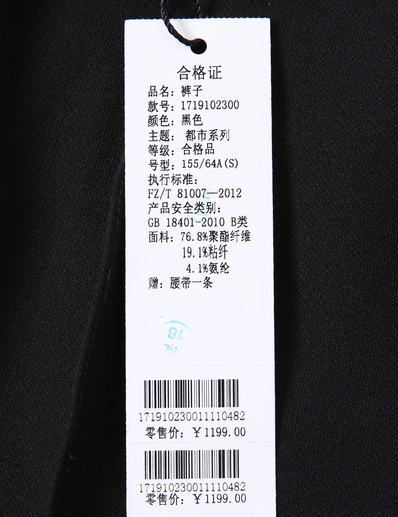 合格证
品名: 裤子
款号: 1719102300
颜色: 黑色
主题: 都市系列
等级: 合格品
号型: 155/64A(S)
执行标准:
FZ/T 81007—2012
产品安全类别:
GB 18401-2010 B类
面料: 76.8%聚酯纤维
19.1%粘纤
4.1%氨纶
赠: 腰带一条
18
171910230011110482
零售价: ¥1199.00
171910230011110482
零售价: ¥1199.00